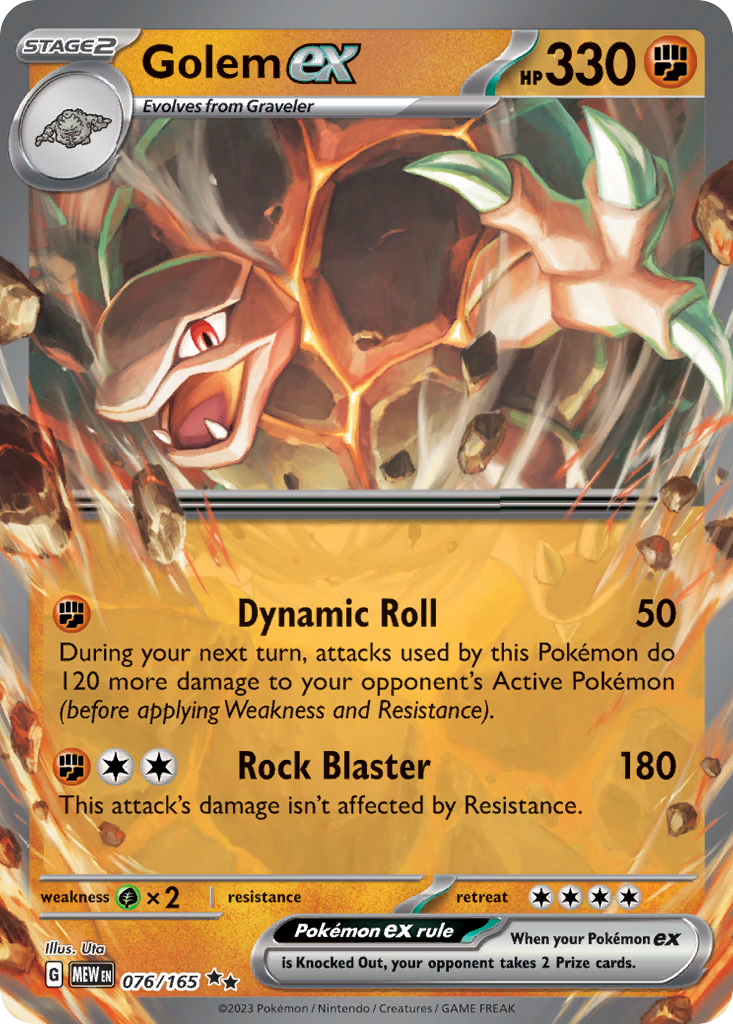 STAGE2
Golem ex
HP 330
Evolves from Graveler
Dynamic Roll 50
During your next turn, attacks used by this Pokémon do
120 more damage to your opponent's Active Pokémon
(before applying Weakness and Resistance).
Rock Blaster 180
This attack's damage isn't affected by Resistance.
weakness ×2 resistance retreat
Pokémon ex rule
When your Pokémon ex
is Knocked Out, your opponent takes 2 Prize cards.
Illus. Uta
G MEW EN 076/165
©2023 Pokémon / Nintendo / Creatures / GAME FREAK